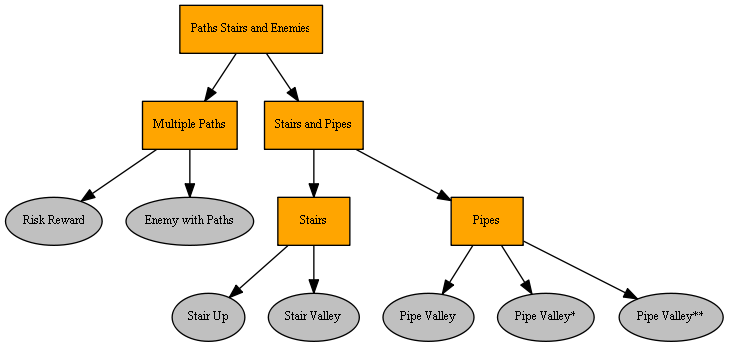 Paths Stairs and Enemies
Multiple Paths
Stairs and Pipes
Risk Reward
Enemy with Paths
Stairs
Pipes
Stair Up
Stair Valley
Pipe Valley
Pipe Valley*
Pipe Valley**